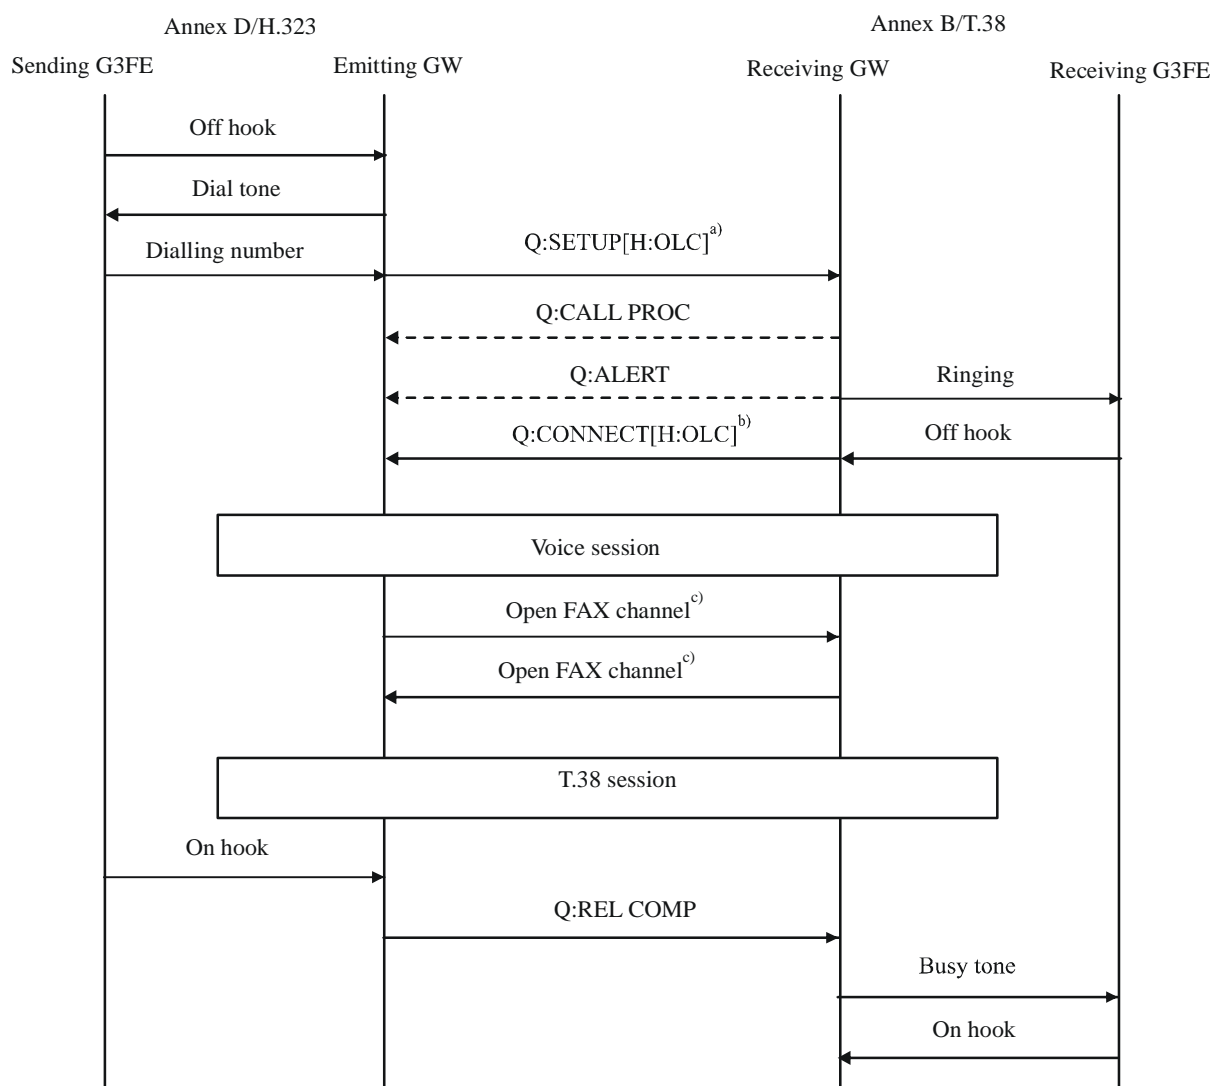 Annex D/H.323
Annex B/T.38
Sending G3FE
Emitting GW
Receiving GW
Receiving G3FE
Off hook
Dial tone
Dialling number
Q:SETUP[H:OLC]a)
Q:CALL PROC
Q:ALERT
Ringing
Q:CONNECT[H:OLC]b)
Off hook
Voice session
Open FAX channelc)
Open FAX channelc)
T.38 session
On hook
Q:REL COMP
Busy tone
On hook